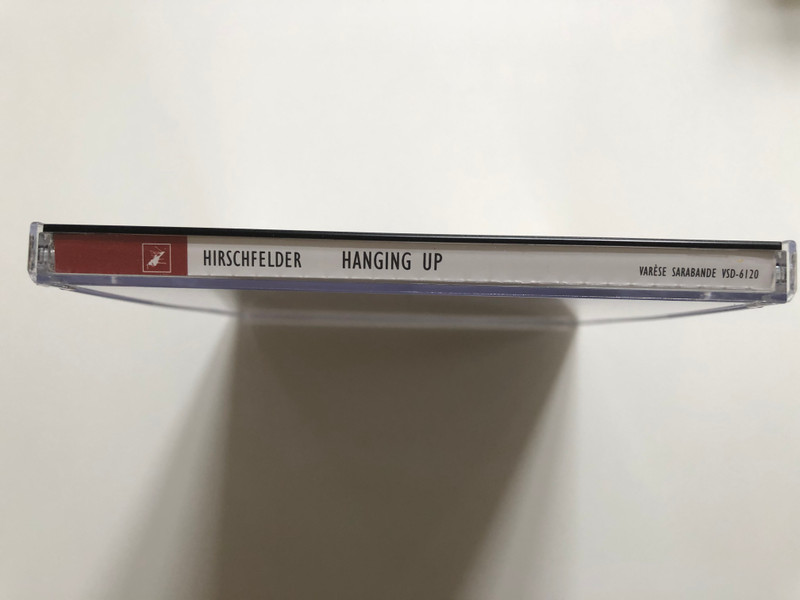 HIRSCHFELDER HANGING UP VARÈSE SARABANDE VSD-6120